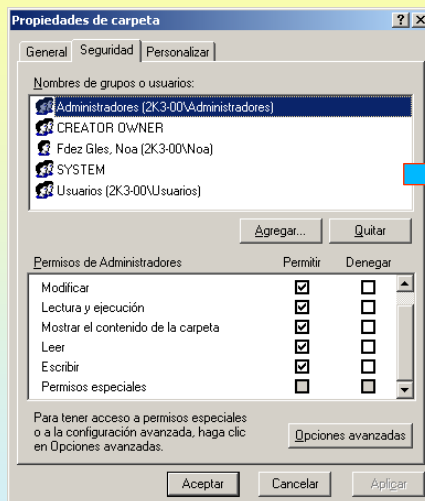 Propiedades de carpeta
General Seguridad Personalizar
Nombres de grupos o usuarios:
Administradores (2K3-00\Administradores)
CREATOR OWNER
Fdez Gles, Noa (2K3-00\Noa)
SYSTEM
Usuarios (2K3-00\Usuarios)
Agregar... Quitar
Permisos de Administradores Permitir Denegar
Modificar
Lectura y ejecución
Mostrar el contenido de la carpeta
Leer
Escribir
Permisos especiales
Para tener acceso a permisos especiales
o a la configuración avanzada, haga clic
en Opciones avanzadas.
Opciones avanzadas
Aceptar Cancelar Aplicar